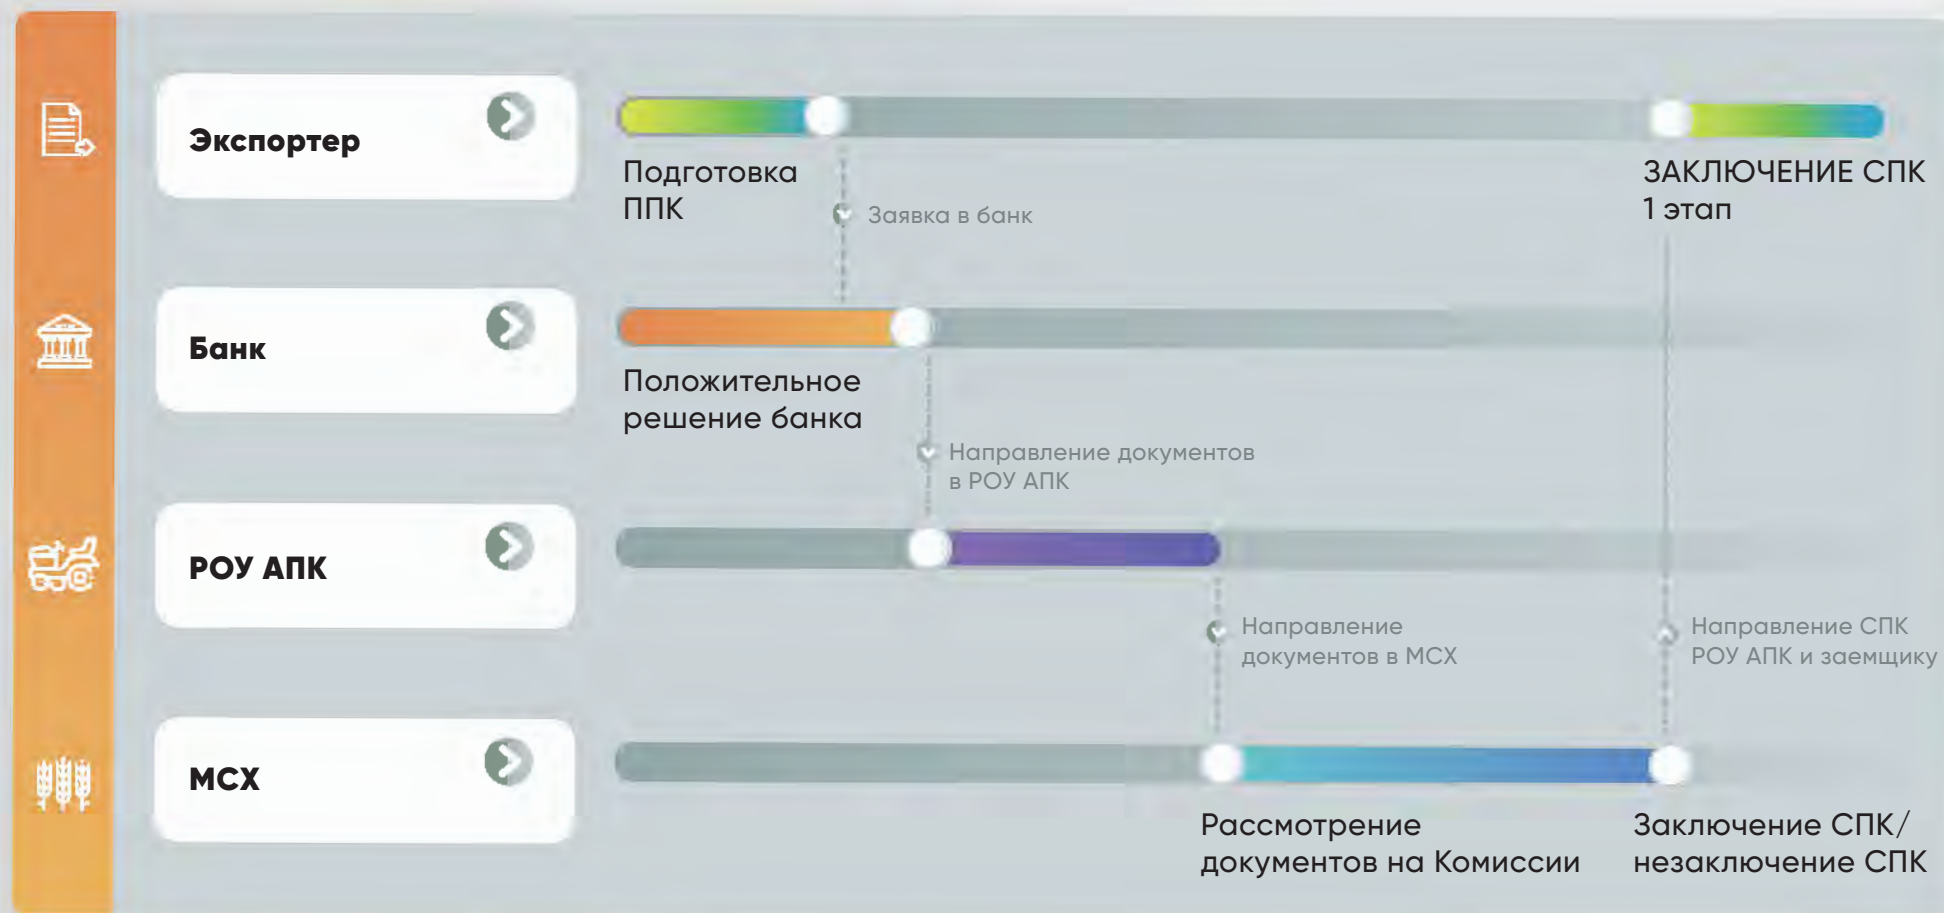 Экспортер
Подготовка
ППК
ЗАКЛЮЧЕНИЕ СПК
1 этап
Заявка в банк
Банк
Положительное
решение банка
Направление документов
в РОУ АПК
РОУ АПК
Направление
документов в МСХ
Направление СПК
РОУ АПК и заемщику
МСХ
Рассмотрение
документов на Комиссии
Заключение СПК/
незаключение СПК